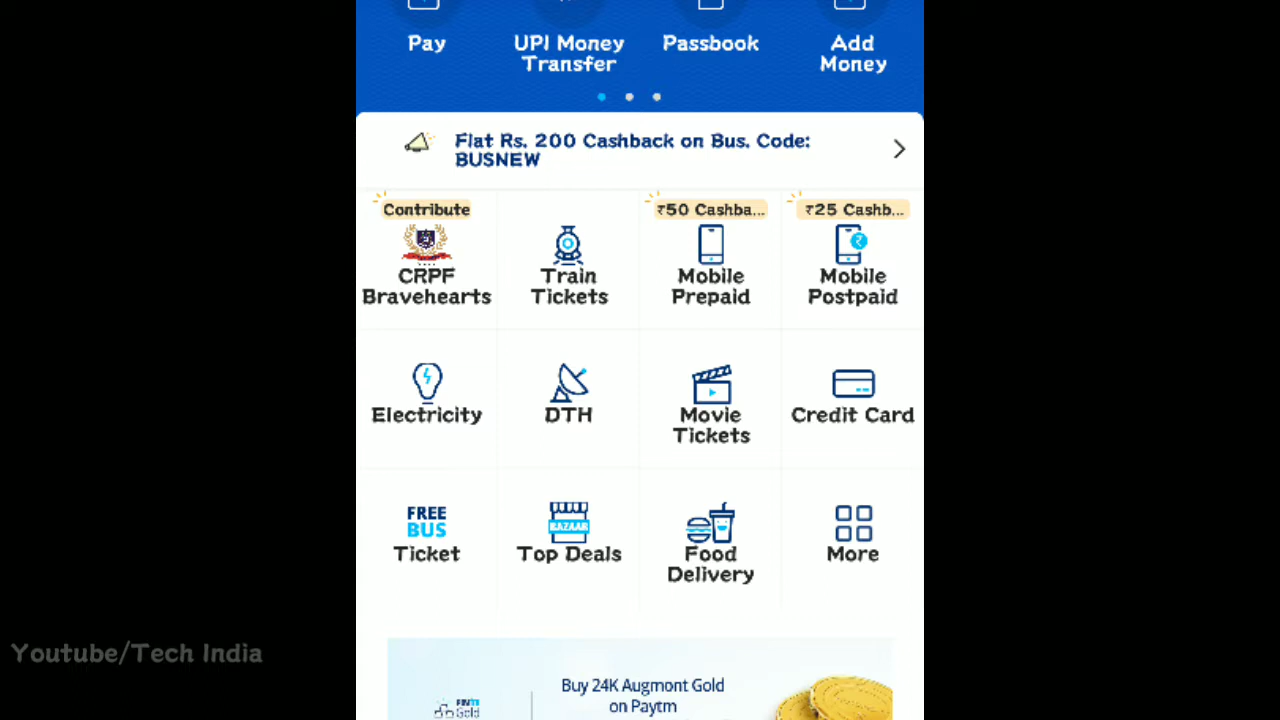 Pay
UPI Money
Transfer
Passbook
Add
Money
Flat Rs. 200 Cashback on Bus. Code:
BUSNEW
Contribute
CRPF
Bravehearts
Train
Tickets
₹50 Cashba...
Mobile
Prepaid
₹25 Cashb...
Mobile
Postpaid
Electricity
DTH
Movie
Tickets
Credit Card
FREE
BUS
Ticket
BAZAAR
Top Deals
Food
Delivery
More
Youtube/Tech India
Buy 24K Augmont Gold
on Paytm
Paytm
Gold